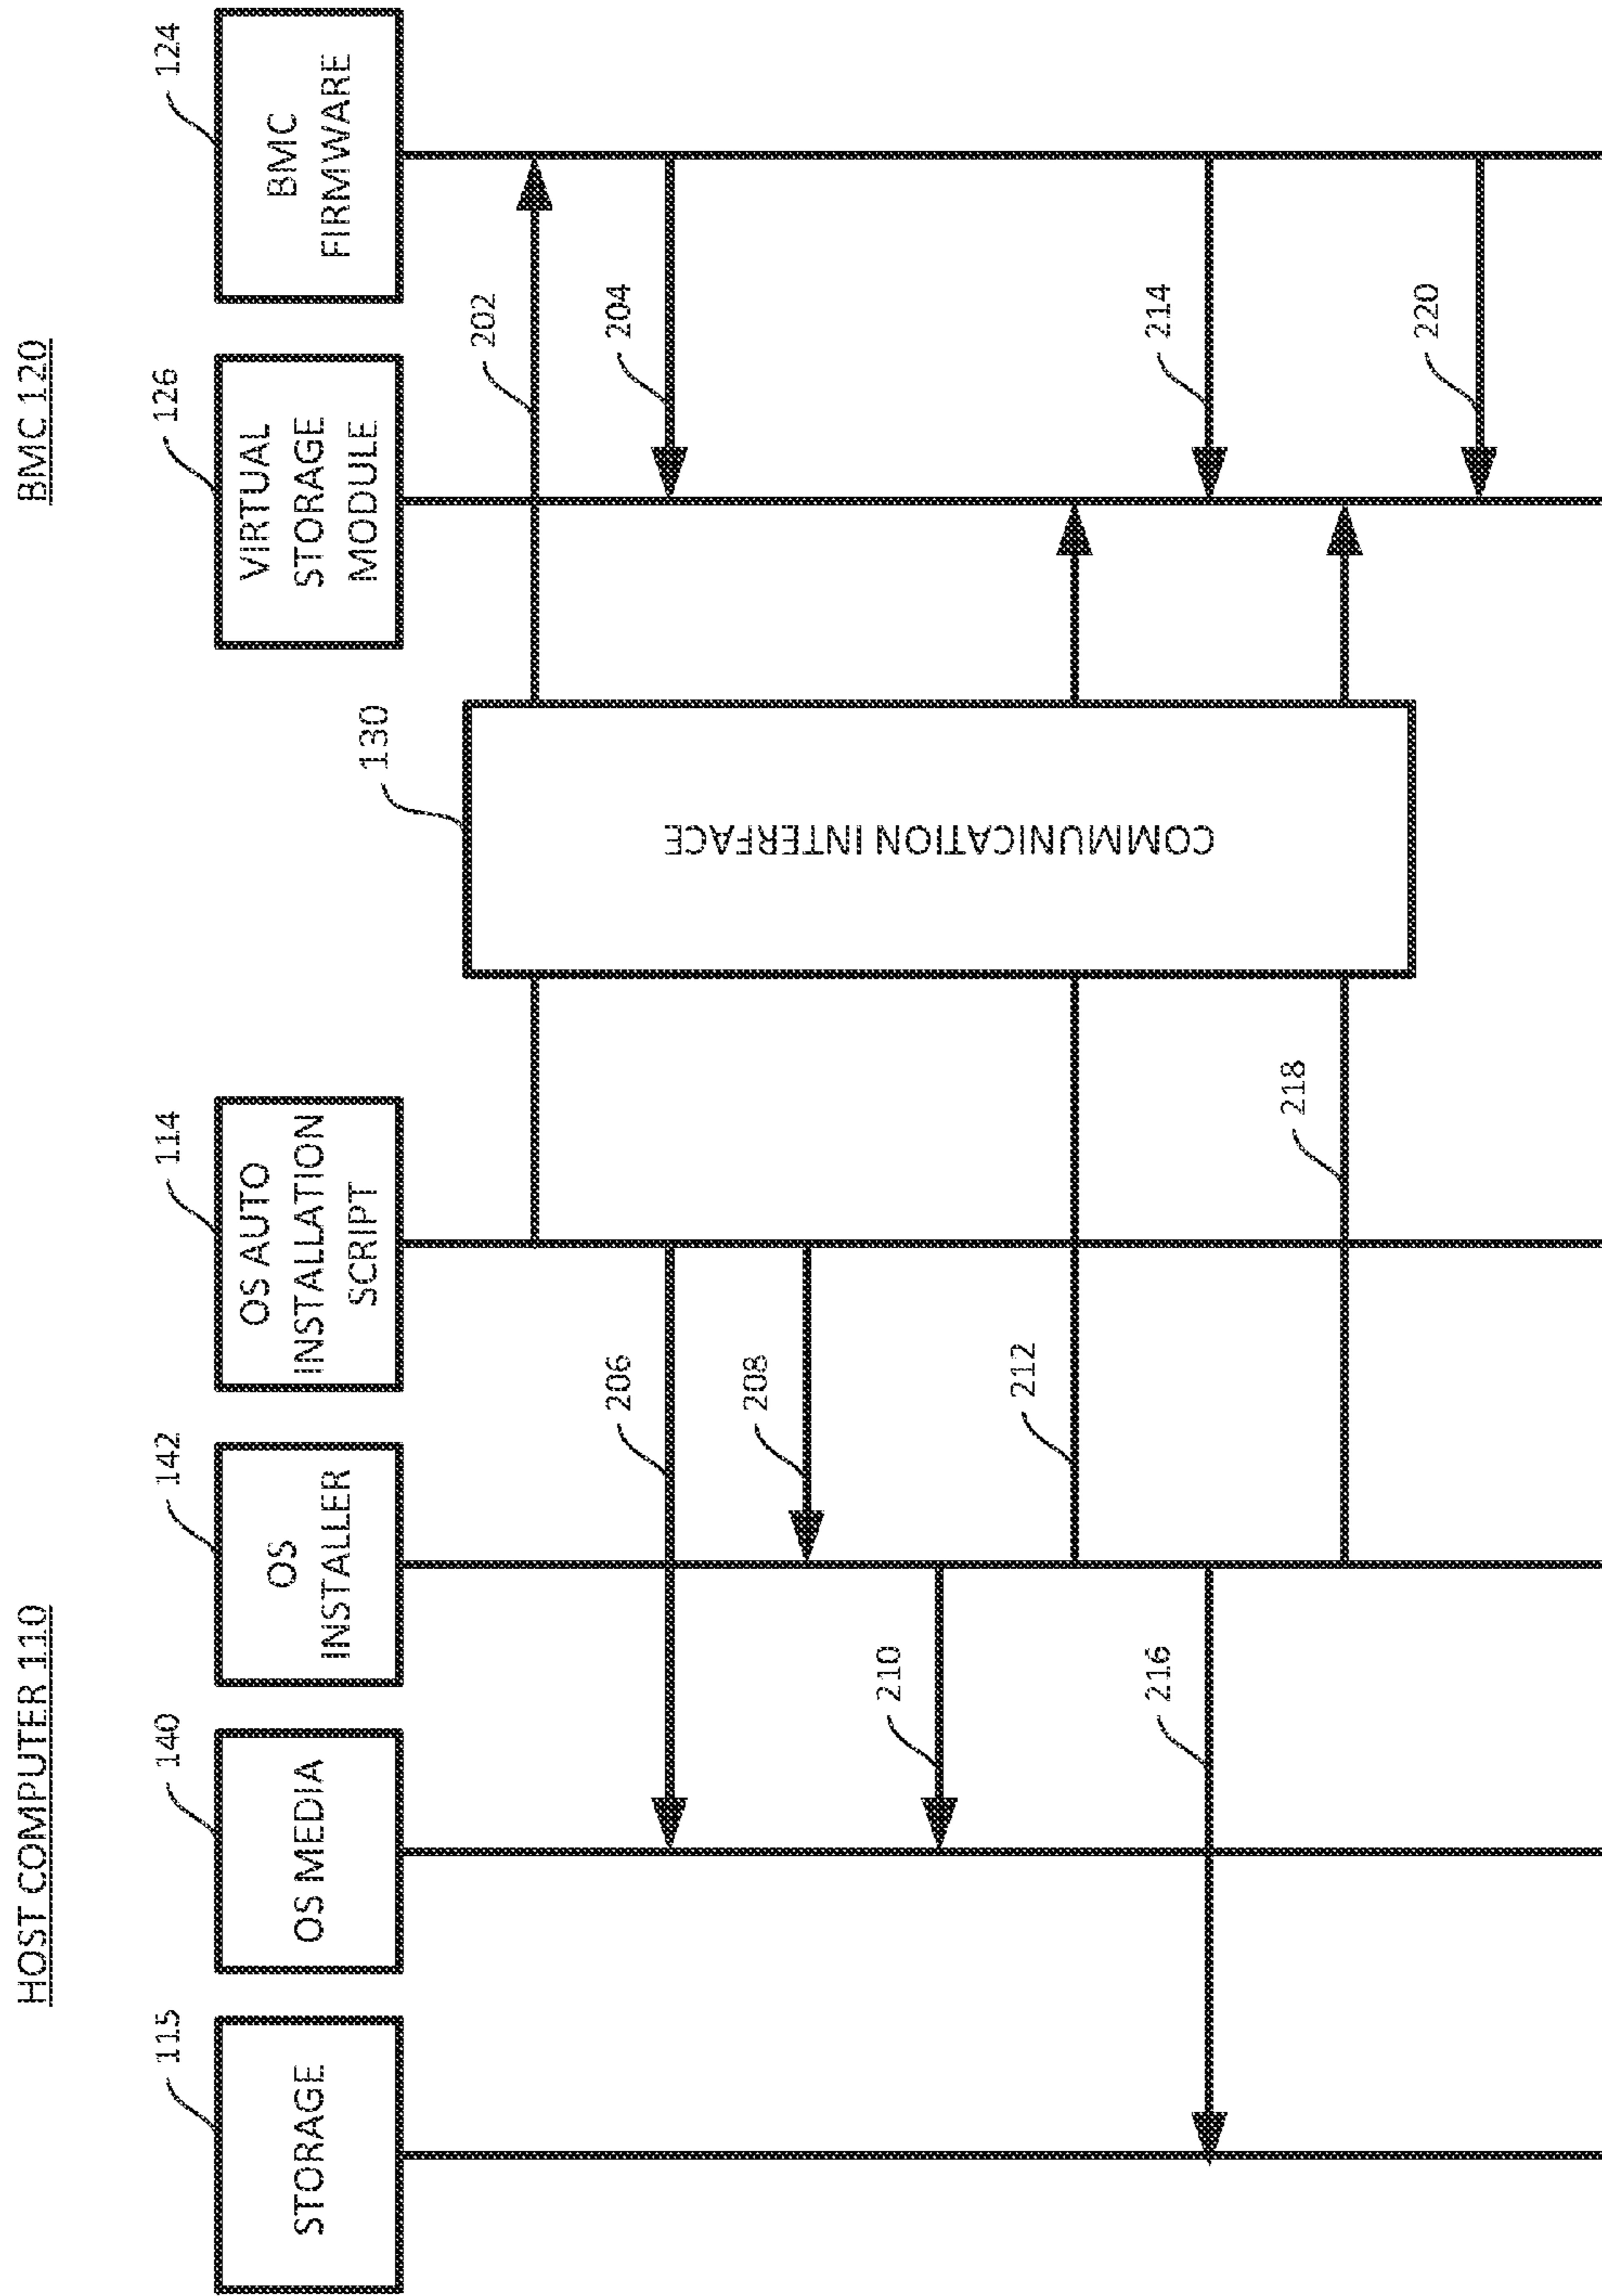 HOST COMPUTER 110
BMC 120
115
140
142
114
126
124
STORAGE
OS MEDIA
OS
INSTALLER
OS AUTO
INSTALLATION
SCRIPT
VIRTUAL
STORAGE
MODULE
BMC
FIRMWARE
130
COMMUNICATION INTERFACE
202
206
204
208
210
212
216
214
218
220